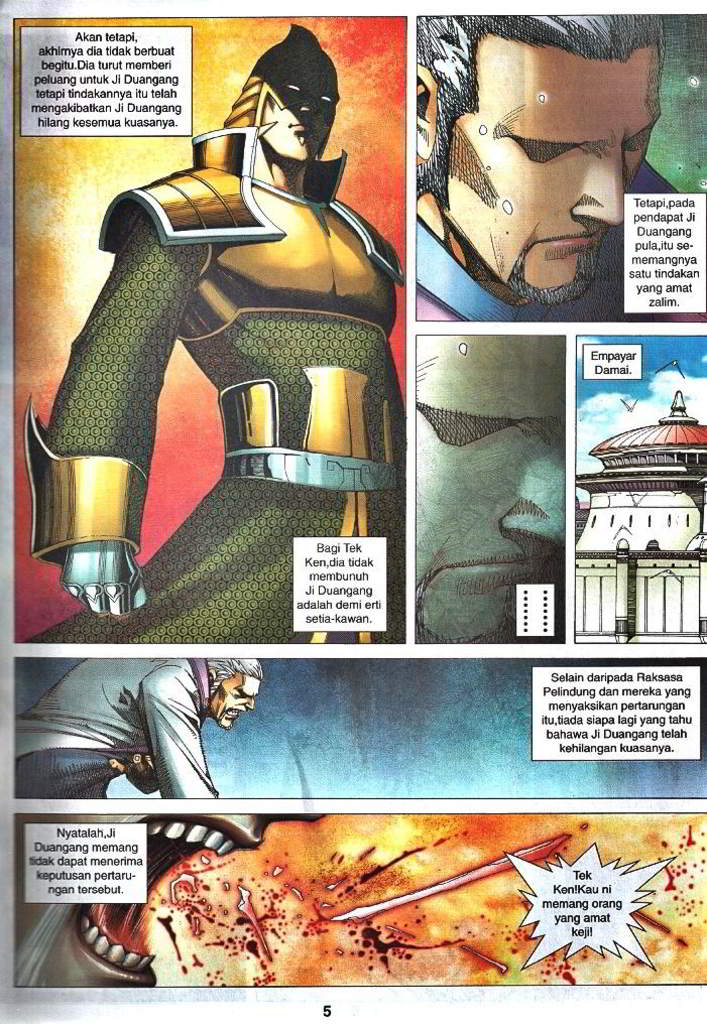 Akan tetapi,
akhirnya dia tidak berbuat
begitu.Dia turut memberi
peluang untuk Ji Duangang
tetapi tindakannya itu telah
mengakibatkan Ji Duangang
hilang kesemua kuasanya.
Tetapi,pada
pendapat Ji
Duangang
pula,itu se-
memangnya
satu tindakan
yang amat
zalim.
Bagi Tek
Ken,dia tidak
membunuh
Ji Duangang
adalah demi erti
setia-kawan.
Empayar
Damai.
Selain daripada Raksasa
Pelindung dan mereka yang
menyaksikan pertarungan
itu,tiada siapa lagi yang tahu
bahawa Ji Duangang telah
kehilangan kuasanya.
Nyatalah,Ji
Duangang memang
tidak dapat menerima
keputusan pertaru-
ngan tersebut.
Tek
Ken!Kau ni
memang orang
yang amat
keji!
5